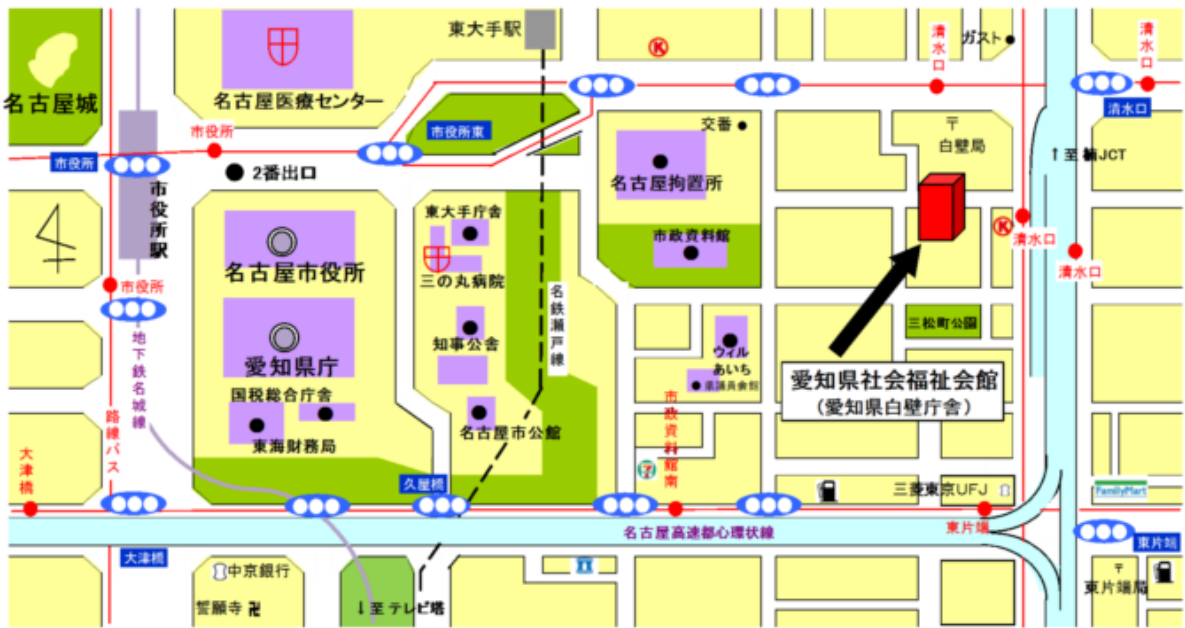 東大手駅
清水口
ガスト
清水口
Ⓚ
名古屋城
名古屋医療センター
清水口
市役所
市役所東
交番
〒
白壁局
↑至 楠JCT
市役所
2番出口
市役所駅
名古屋拘置所
東大手庁舎
市政資料館
Ⓚ
清水口
清水口
名古屋市役所
三の丸病院
市役所
名鉄瀬戸線
三松町公園
地下鉄名城線
知事公舎
愛知県庁
ウィル
あいち
県議員会館
愛知県社会福祉会館
(愛知県白壁庁舎)
国税総合庁舎
路線バス
市政資料館南
名古屋市公館
東海財務局
大津橋
7
久屋橋
三菱東京UFJ
FamilyMart
名古屋高速都心環状線
東片端
東片端
大津橋
中京銀行
〒
東片端局
誓願寺 卍
↓至 テレビ塔